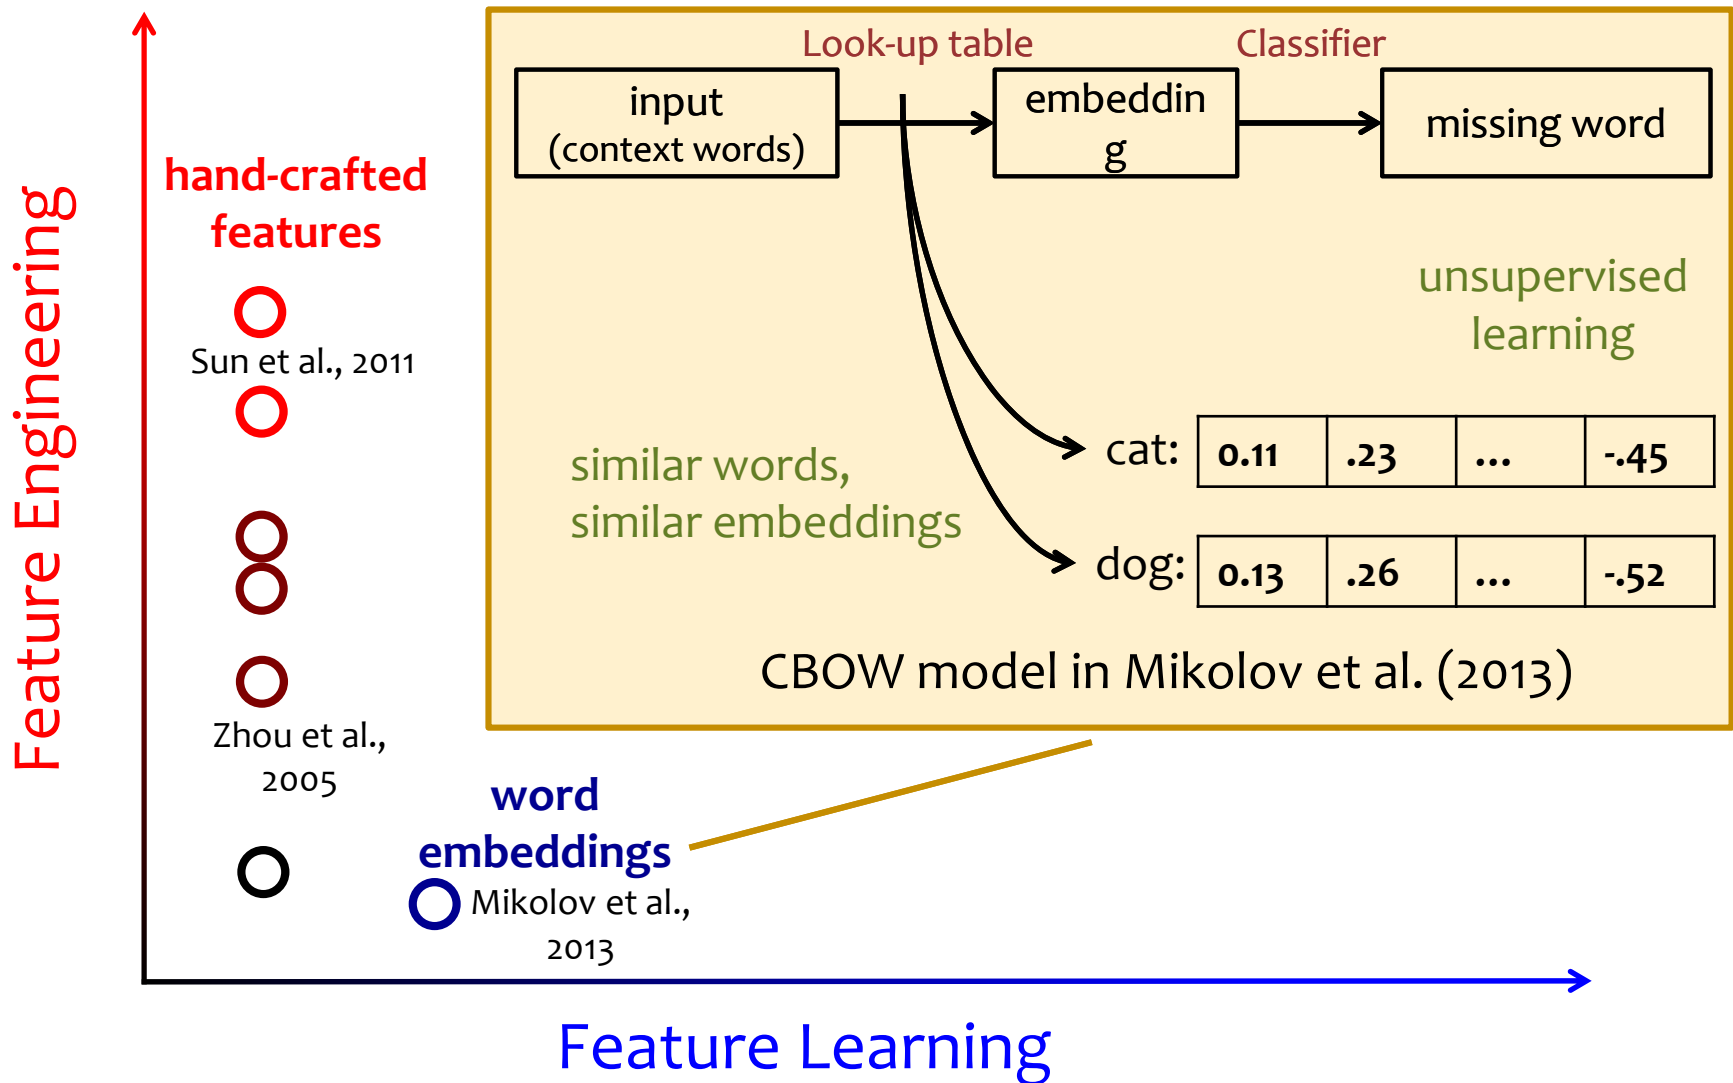 Feature Engineering
hand-crafted
features
Sun et al., 2011
Zhou et al.,
2005
word
embeddings
Mikolov et al.,
2013
Feature Learning
Look-up table
Classifier
input
(context words)
embeddin
g
missing word
unsupervised
learning
similar words,
similar embeddings
cat: 0.11 .23 ... -.45
dog: 0.13 .26 ... -.52
CBOW model in Mikolov et al. (2013)